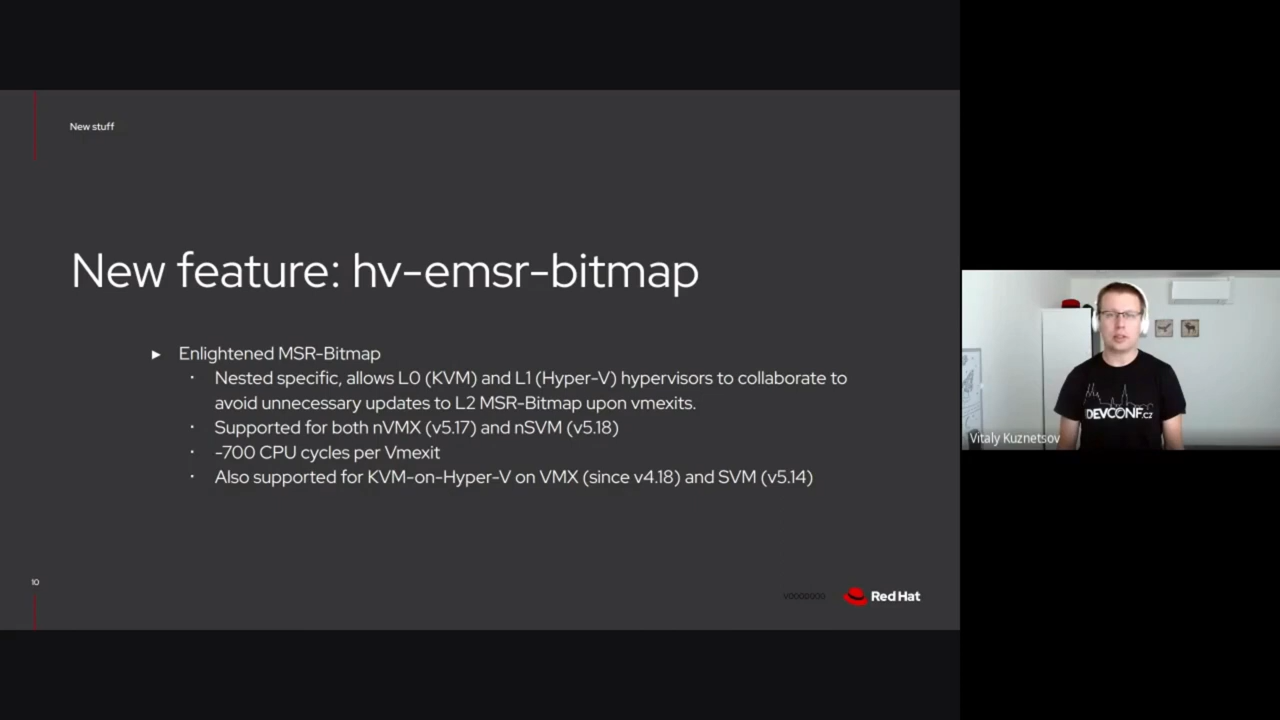 New stuff
New feature: hv-emsr-bitmap
► Enlightened MSR-Bitmap
· Nested specific, allows L0 (KVM) and L1 (Hyper-V) hypervisors to collaborate to
avoid unnecessary updates to L2 MSR-Bitmap upon vmexits.
· Supported for both nVMX (v5.17) and nSVM (v5.18)
· -700 CPU cycles per Vmexit
· Also supported for KVM-on-Hyper-V on VMX (since v4.18) and SVM (v5.14)
10
V0000000
Red Hat
DEVCONF.cz
Vitaly Kuznetsov